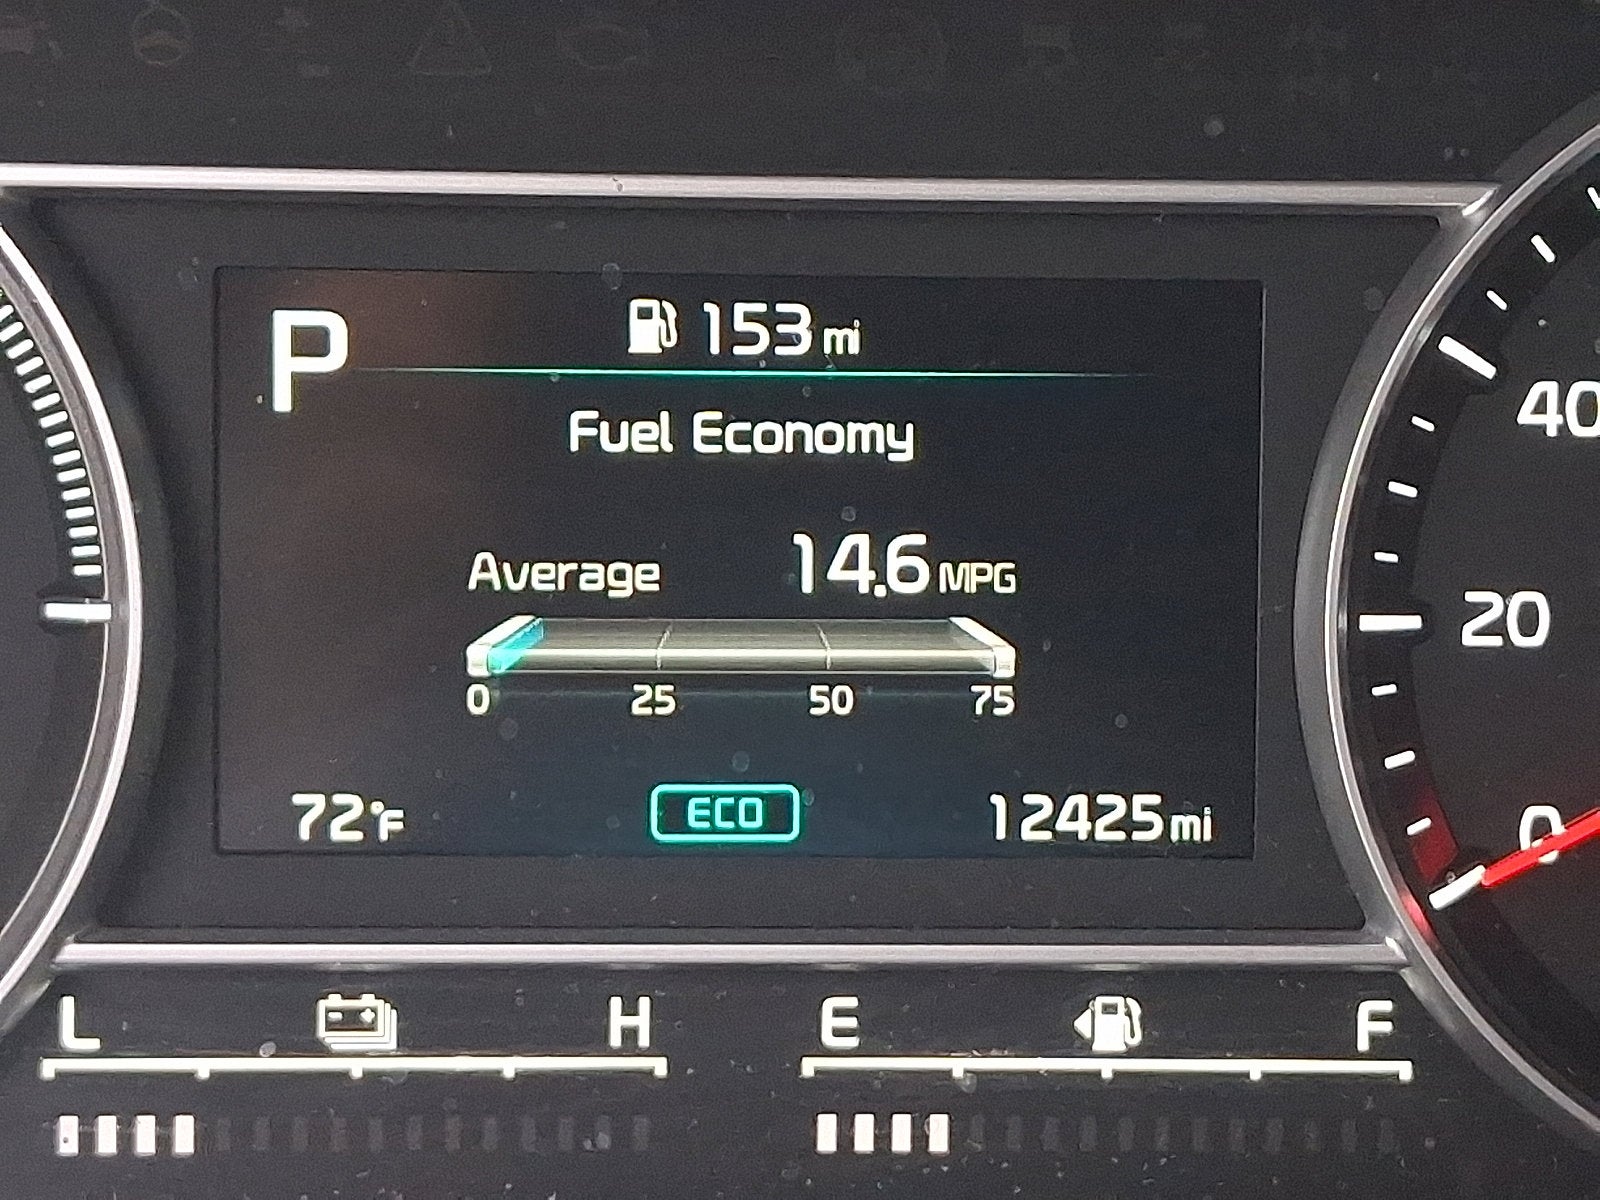 P
153 mi
Fuel Economy
Average 14.6 MPG
0 25 50 75
72°F ECO 12425 mi
40
20
0
L H E F